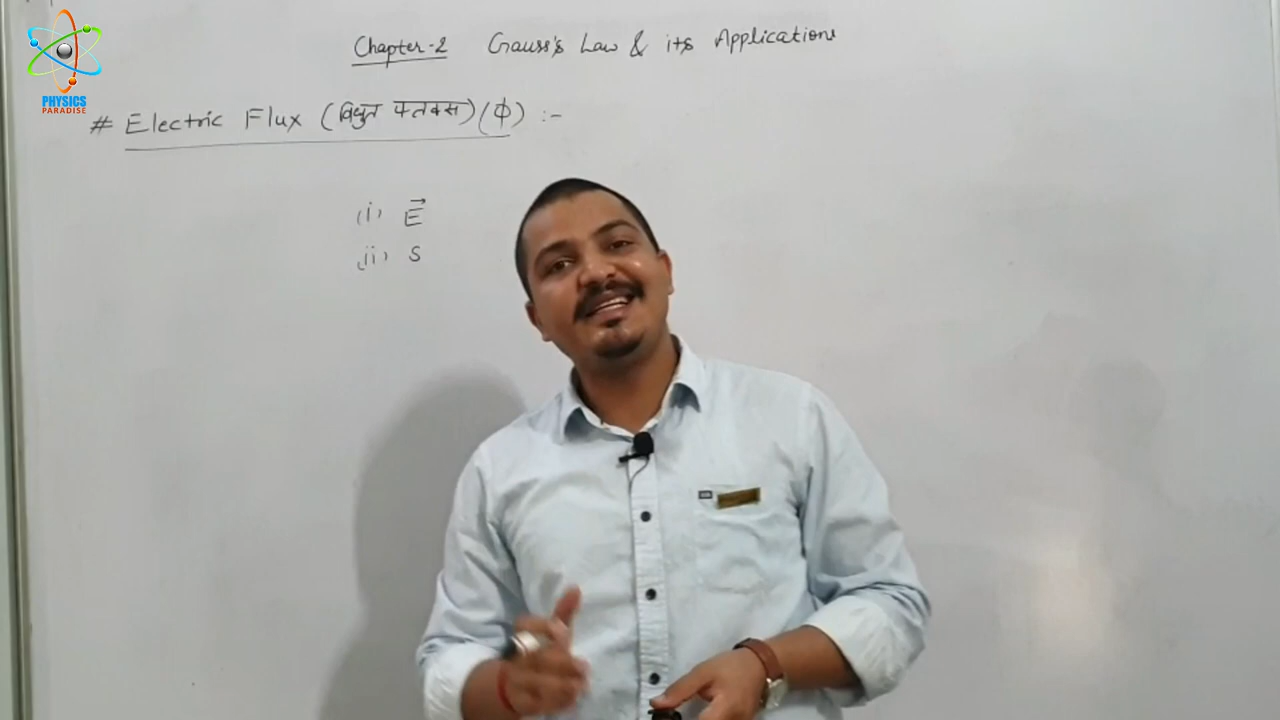 PHYSICS
PARADISE
Chapter-2 Gauss's Law & its Applications
# Electric Flux (विधुत फ्लक्स) (ϕ) :-
(i) E⃗
(ii) S